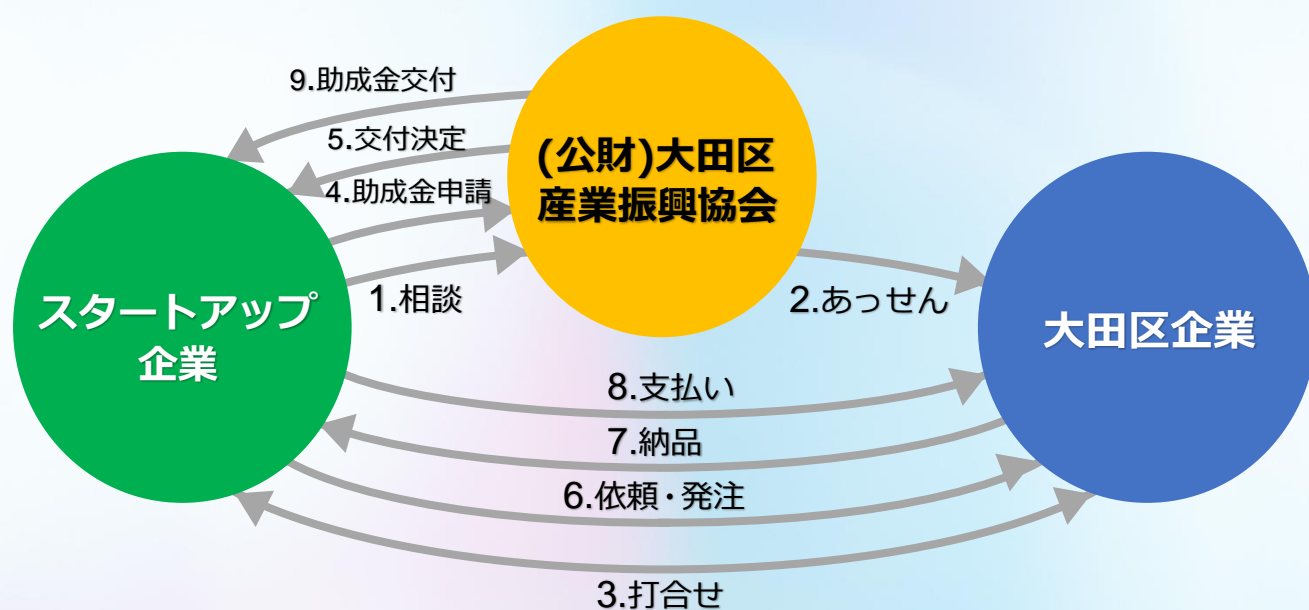 9.助成金交付
5.交付決定
4.助成金申請
1.相談
(公財)大田区
産業振興協会
2.あっせん
スタートアップ
企業
大田区企業
8.支払い
7.納品
6.依頼・発注
3.打合せ